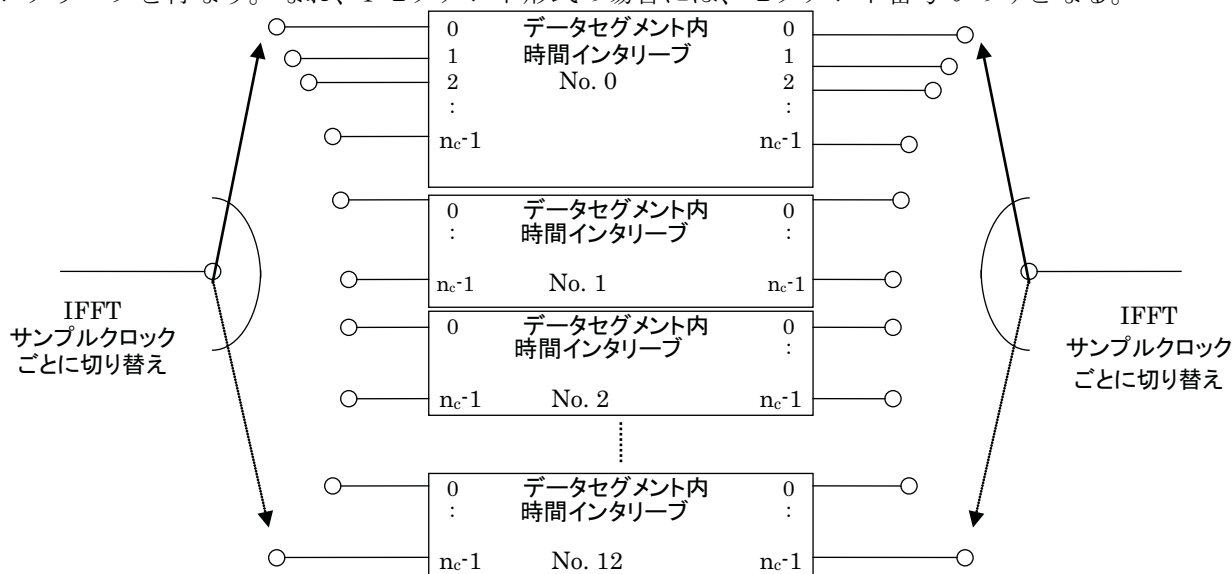 0 データセグメント内 0
1 時間インタリーブ 1
2 No. 0 2
: :
nc-1 nc-1
0 データセグメント内 0
: 時間インタリーブ :
nc-1 No. 1 nc-1
IFFT
サンプルクロック
ごとに切り替え
IFFT
サンプルクロック
ごとに切り替え
0 データセグメント内 0
時間インタリーブ :
nc-1 No. 2 nc-1
0 データセグメント内 0
: 時間インタリーブ :
nc-1 No. 12 nc-1